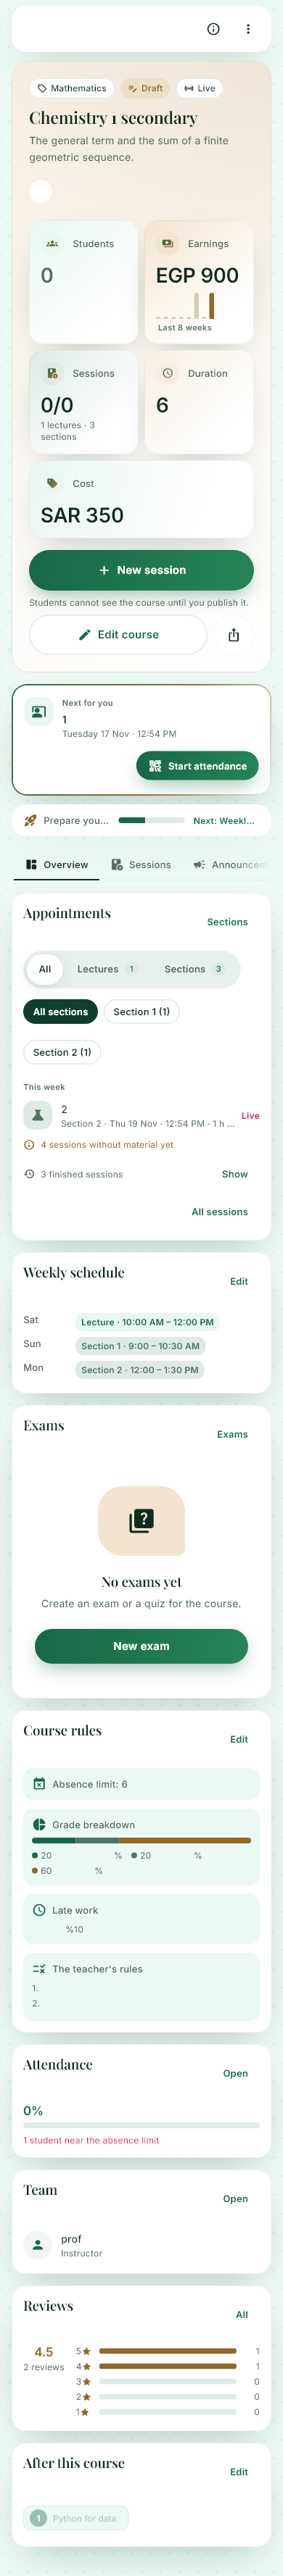 Mathematics
Draft
Live
Chemistry 1 secondary
The general term and the sum of a finite
geometric sequence.
Students
0
Earnings
EGP 900
Last 8 weeks
Sessions
0/0
1 lectures · 3
sections
Duration
6
Cost
SAR 350
New session
Students cannot see the course until you publish it.
Edit course
Next for you
1
Tuesday 17 Nov · 12:54 PM
Start attendance
Prepare you...
Next: Weekl...
Overview
Sessions
Announcem
Appointments
Sections
All
Lectures 1
Sections 3
All sections
Section 1 (1)
Section 2 (1)
This week
2
Section 2 · Thu 19 Nov · 12:54 PM · 1 h ...
Live
4 sessions without material yet
3 finished sessions
Show
All sessions
Weekly schedule
Edit
Sat
Lecture · 10:00 AM – 12:00 PM
Sun
Section 1 · 9:00 – 10:30 AM
Mon
Section 2 · 12:00 – 1:30 PM
Exams
Exams
No exams yet
Create an exam or a quiz for the course.
New exam
Course rules
Edit
Absence limit: 6
Grade breakdown
20 % 20 %
60 %
Late work
%10
The teacher's rules
1.
2.
Attendance
Open
0%
1 student near the absence limit
Team
Open
prof
Instructor
Reviews
All
4.5
2 reviews
5 1
4 1
3 0
2 0
1 0
After this course
Edit
1 Python for data